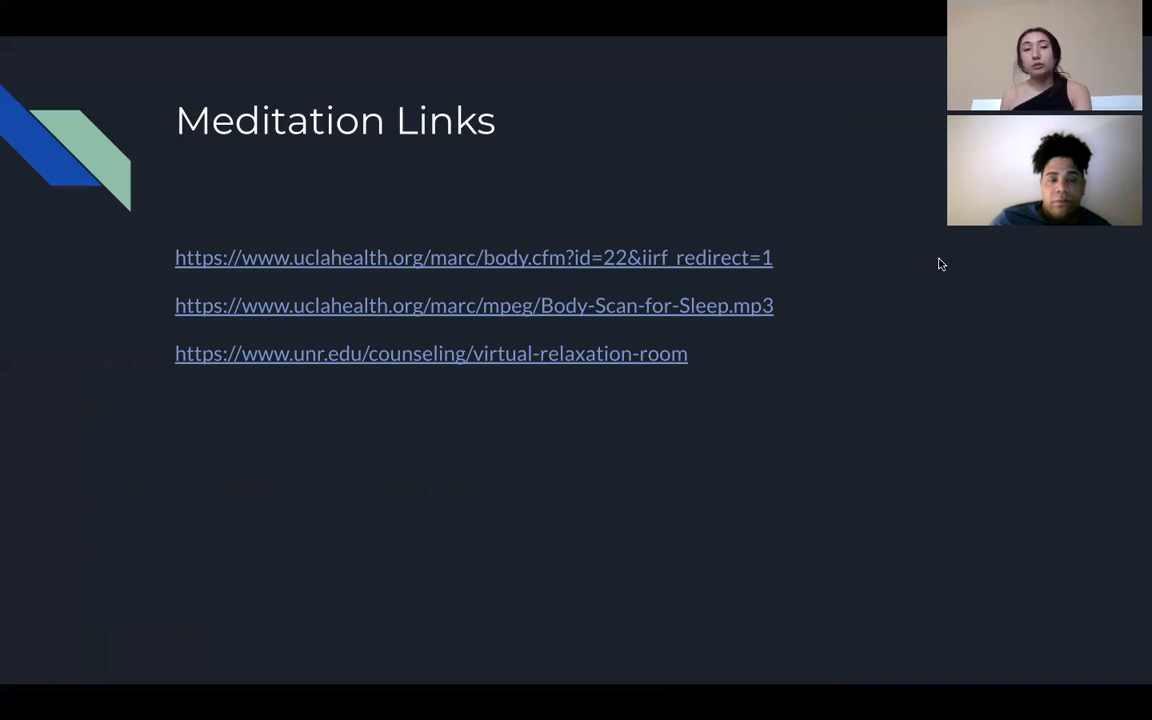 Meditation Links
https://www.uclahealth.org/marc/body.cfm?id=22&iirf_redirect=1
https://www.uclahealth.org/marc/mpeg/Body-Scan-for-Sleep.mp3
https://www.unr.edu/counseling/virtual-relaxation-room